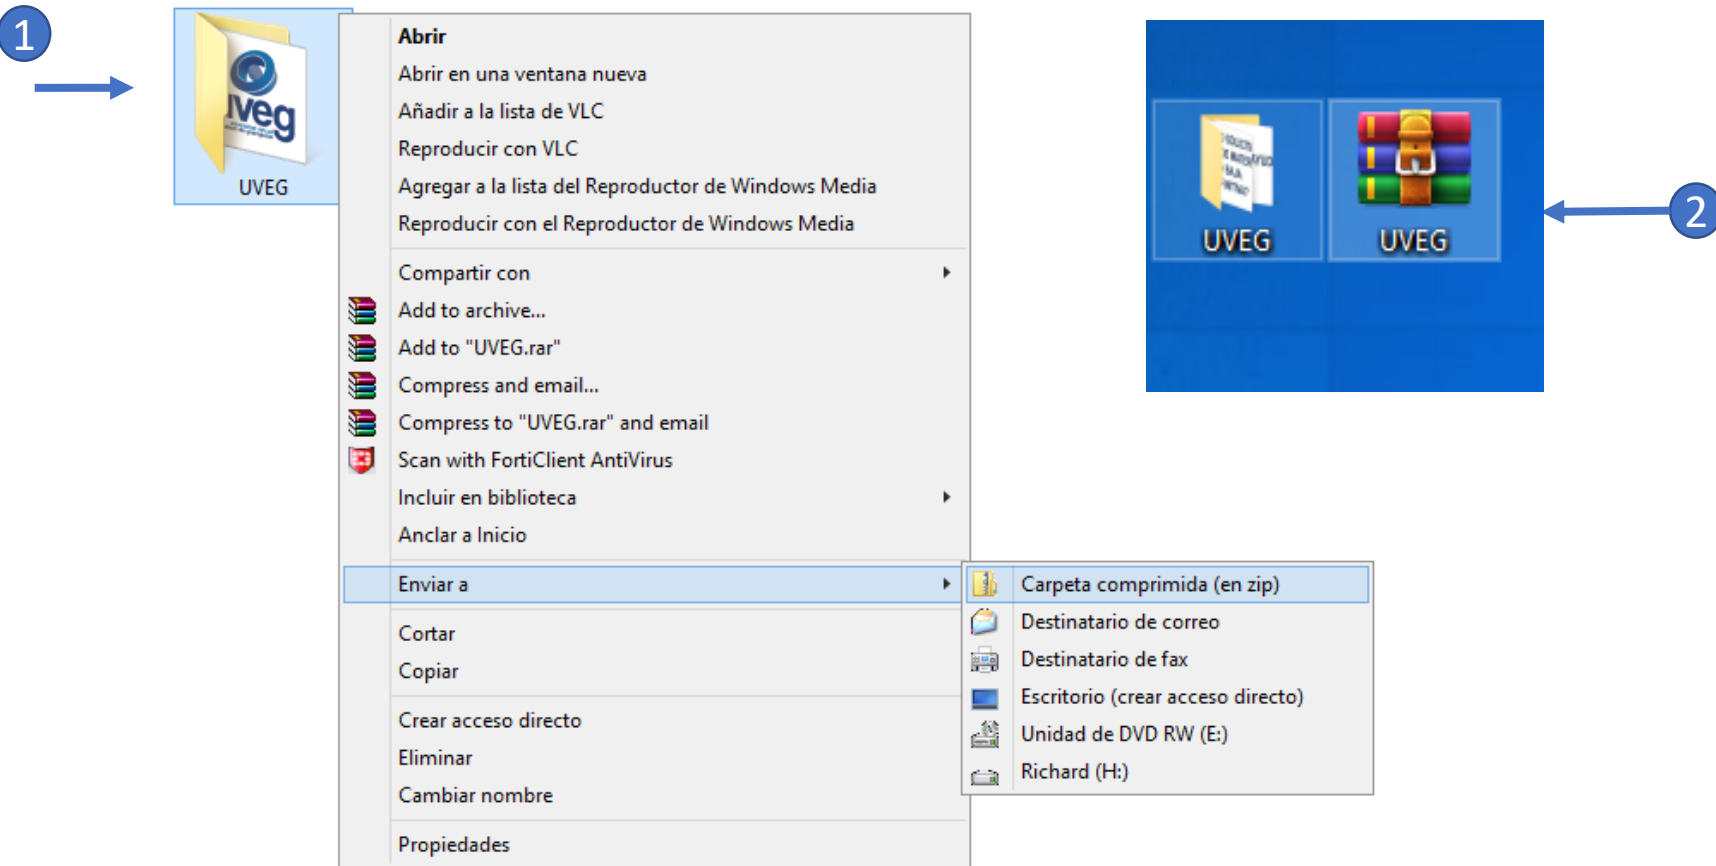 1
uveg
UVEG
Abrir
Abrir en una ventana nueva
Añadir a la lista de VLC
Reproducir con VLC
Agregar a la lista del Reproductor de Windows Media
Reproducir con el Reproductor de Windows Media
Compartir con
Add to archive...
Add to "UVEG.rar"
Compress and email...
Compress to "UVEG.rar" and email
Scan with FortiClient AntiVirus
Incluir en biblioteca
Anclar a Inicio
Enviar a
Cortar
Copiar
Crear acceso directo
Eliminar
Cambiar nombre
Propiedades
Carpeta comprimida (en zip)
Destinatario de correo
Destinatario de fax
Escritorio (crear acceso directo)
Unidad de DVD RW (E:)
Richard (H:)
UVEG
UVEG
2